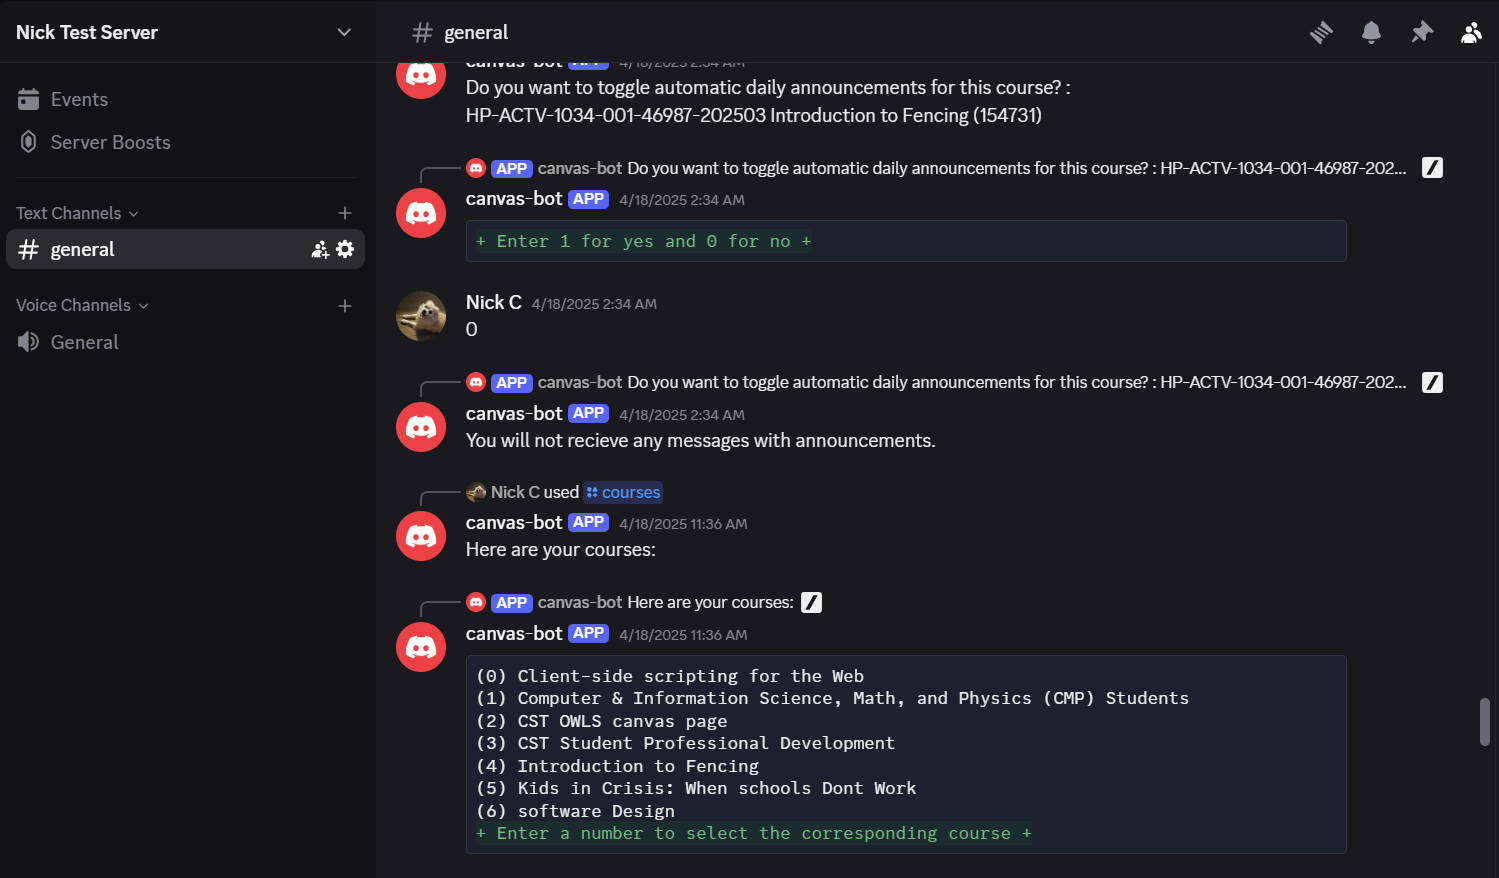 Nick Test Server
Events
Server Boosts
Text Channels
general
Voice Channels
General
general
canvas-bot APP 4/18/2025 2:34 AM
Do you want to toggle automatic daily announcements for this course? :
HP-ACTV-1034-001-46987-202503 Introduction to Fencing (154731)
APP canvas-bot Do you want to toggle automatic daily announcements for this course? : HP-ACTV-1034-001-46987-202...
canvas-bot APP 4/18/2025 2:34 AM
+ Enter 1 for yes and 0 for no +
Nick C 4/18/2025 2:34 AM
0
APP canvas-bot Do you want to toggle automatic daily announcements for this course? : HP-ACTV-1034-001-46987-202...
canvas-bot APP 4/18/2025 2:34 AM
You will not recieve any messages with announcements.
Nick C used courses
canvas-bot APP 4/18/2025 11:36 AM
Here are your courses:
APP canvas-bot Here are your courses:
canvas-bot APP 4/18/2025 11:36 AM
(0) Client-side scripting for the Web
(1) Computer & Information Science, Math, and Physics (CMP) Students
(2) CST OWLS canvas page
(3) CST Student Professional Development
(4) Introduction to Fencing
(5) Kids in Crisis: When schools Dont Work
(6) software Design
+ Enter a number to select the corresponding course +